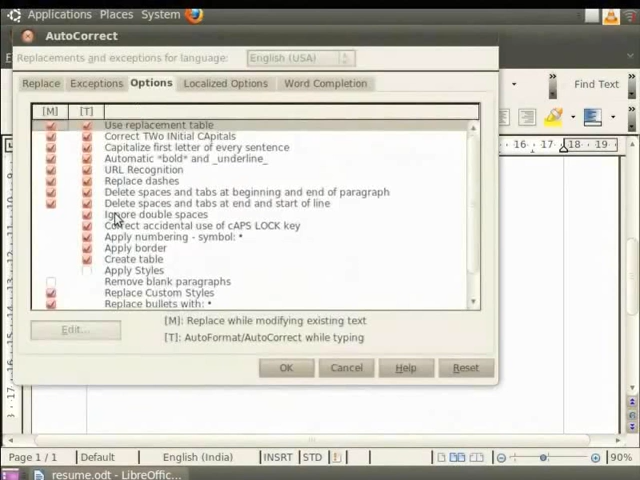 Applications Places System
AutoCorrect
Replacements and exceptions for language: English (USA)
Replace Exceptions Options Localized Options Word Completion
Find Text
[M] [T]
16 17 18 19
Use replacement table
Correct TWo INitial CApitals
Capitalize first letter of every sentence
Automatic *bold* and _underline_
URL Recognition
Replace dashes
Delete spaces and tabs at beginning and end of paragraph
Delete spaces and tabs at end and start of line
Ignore double spaces
Correct accidental use of cAPS LOCK key
Apply numbering - symbol: •
Apply border
Create table
Apply Styles
Remove blank paragraphs
Replace Custom Styles
Replace bullets with: •
Edit...
[M]: Replace while modifying existing text
[T]: AutoFormat/AutoCorrect while typing
OK Cancel Help Reset
Page 1 / 1 Default English (India) INSRT STD 90%
resume.odt - LibreOffic...